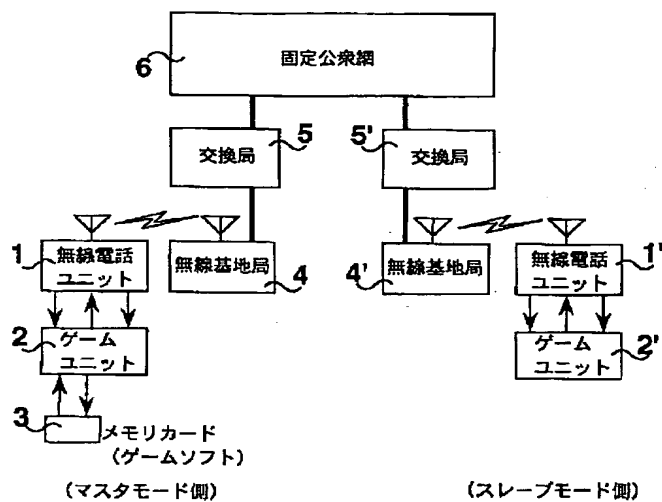 固定公衆網
6
5
5'
交換局
交換局
1
無線電話
ユニット
無線基地局
4
4'
無線基地局
無線電話
ユニット
1'
2
ゲーム
ユニット
ゲーム
ユニット
2'
3
メモリカード
(ゲームソフト)
(マスタモード側)
(スレーブモード側)